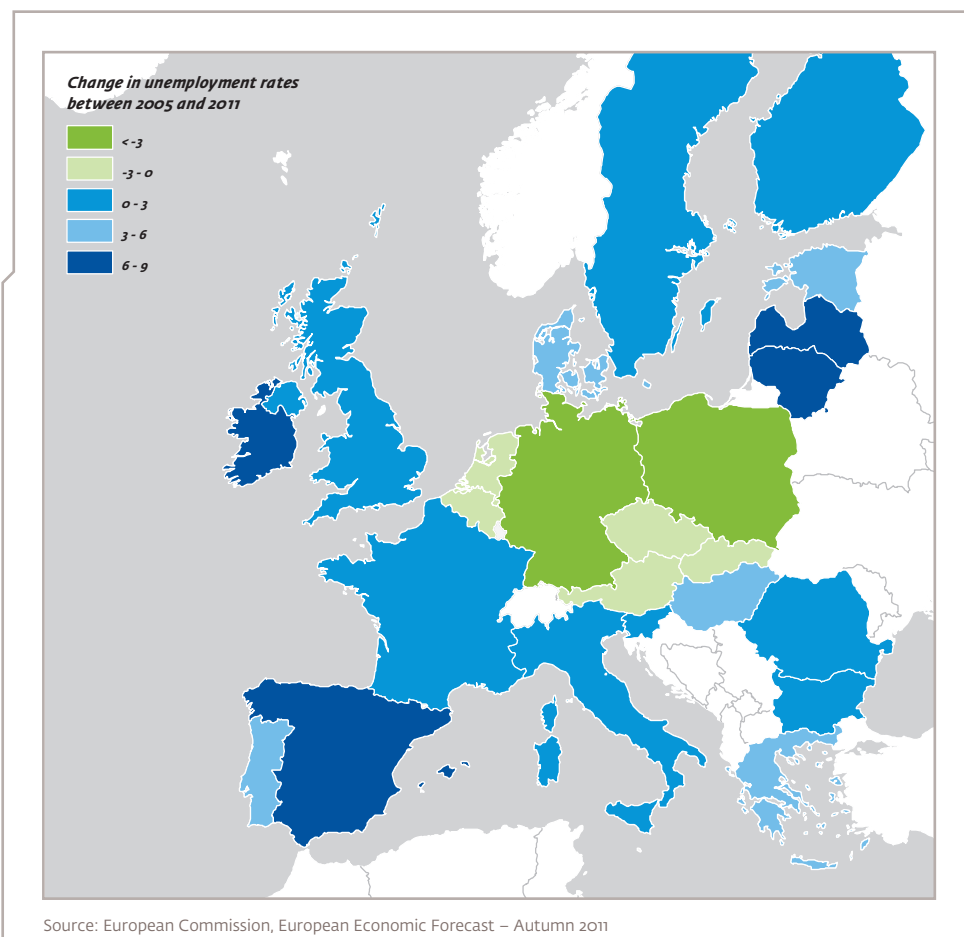 Change in unemployment rates
between 2005 and 2011
< -3
-3 - 0
0 - 3
3 - 6
6 - 9
Source: European Commission, European Economic Forecast – Autumn 2011